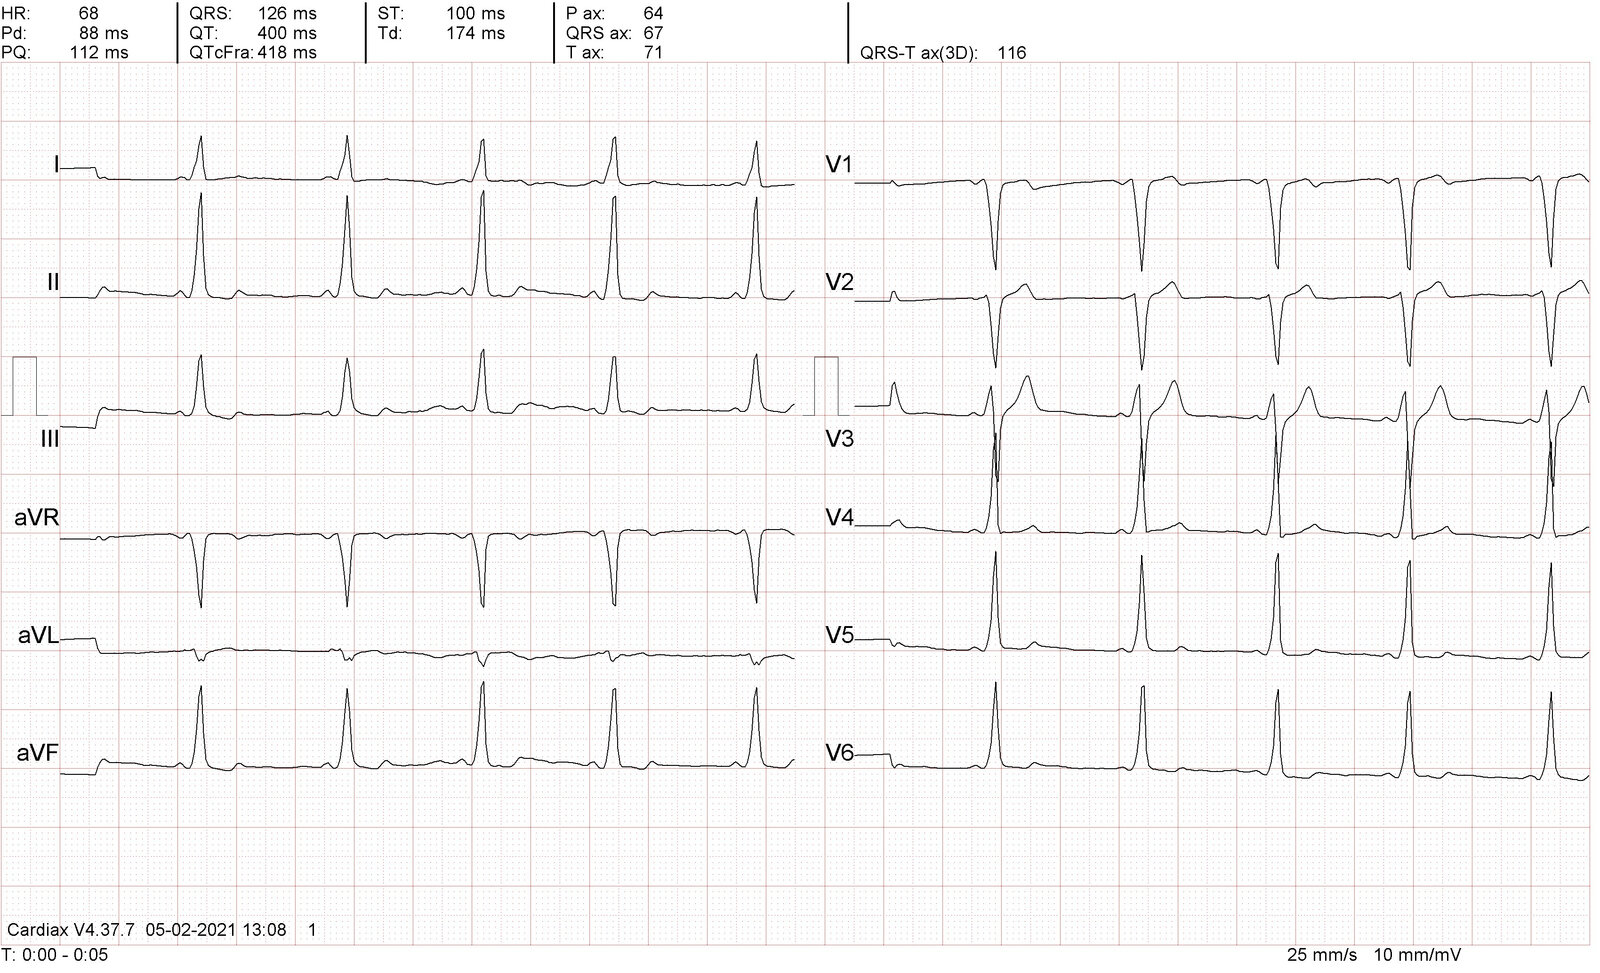 HR: 68 QRS: 126 ms ST: 100 ms P ax: 64
Pd: 88 ms QT: 400 ms Td: 174 ms QRS ax: 67
PQ: 112 ms QTcFra: 418 ms T ax: 71 QRS-T ax(3D): 116
I
II
III
aVR
aVL
aVF
V1
V2
V3
V4
V5
V6
Cardiax V4.37.7 05-02-2021 13:08 1
T: 0:00 - 0:05 25 mm/s 10 mm/mV